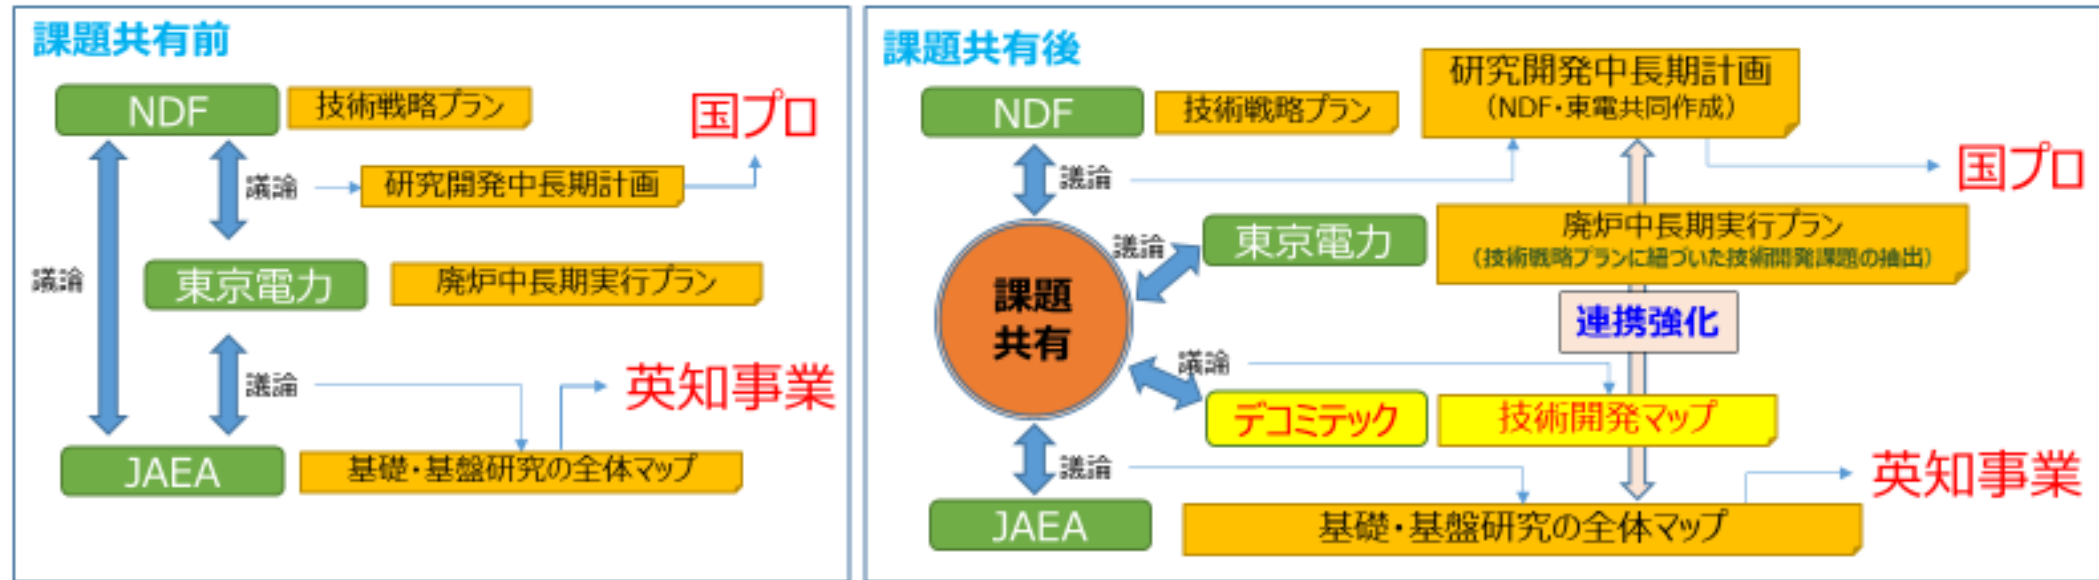 課題共有前
NDF
技術戦略プラン
国プロ
議論
研究開発中長期計画
議論
東京電力
廃炉中長期実行プラン
議論
英知事業
JAEA
基礎・基盤研究の全体マップ
課題共有後
NDF
技術戦略プラン
研究開発中長期計画
（NDF・東電共同作成）
議論
国プロ
議論
東京電力
廃炉中長期実行プラン
（技術戦略プランに紐づいた技術開発課題の抽出）
課題
共有
連携強化
議論
デコミテック
技術開発マップ
議論
英知事業
JAEA
基礎・基盤研究の全体マップ